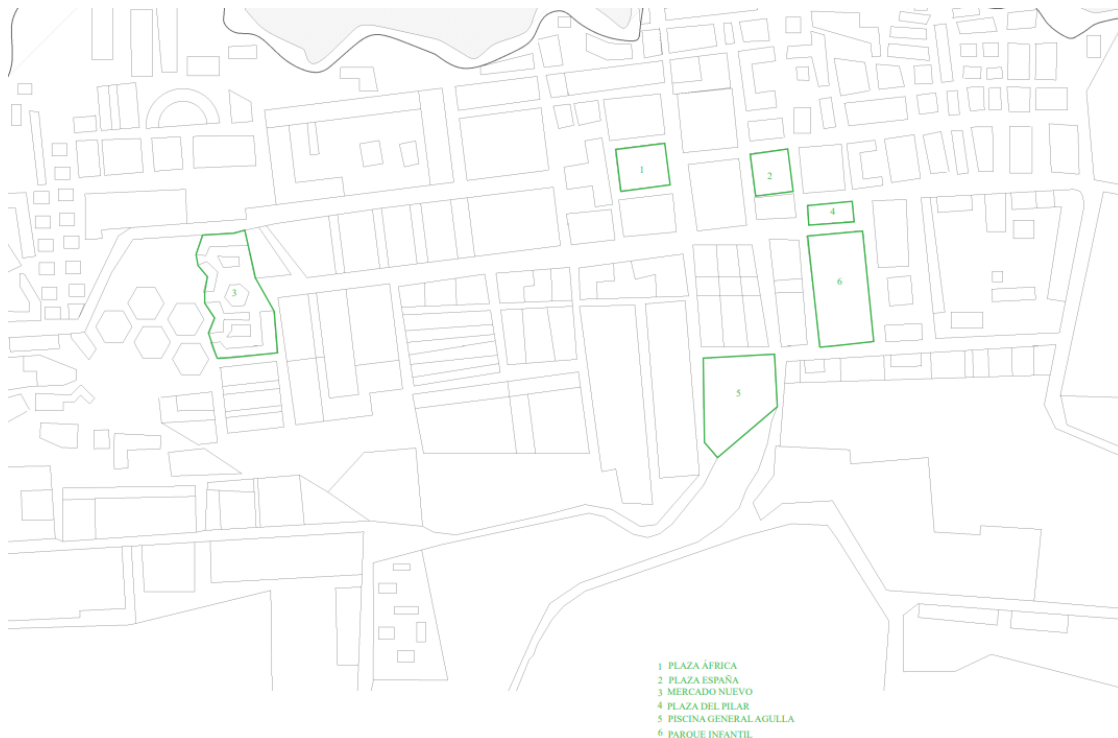 1
2
4
3
6
5
1 PLAZA ÁFRICA
2 PLAZA ESPAÑA
3 MERCADO NUEVO
4 PLAZA DEL PILAR
5 PISCINA GENERAL AGULLA
6 PARQUE INFANTIL